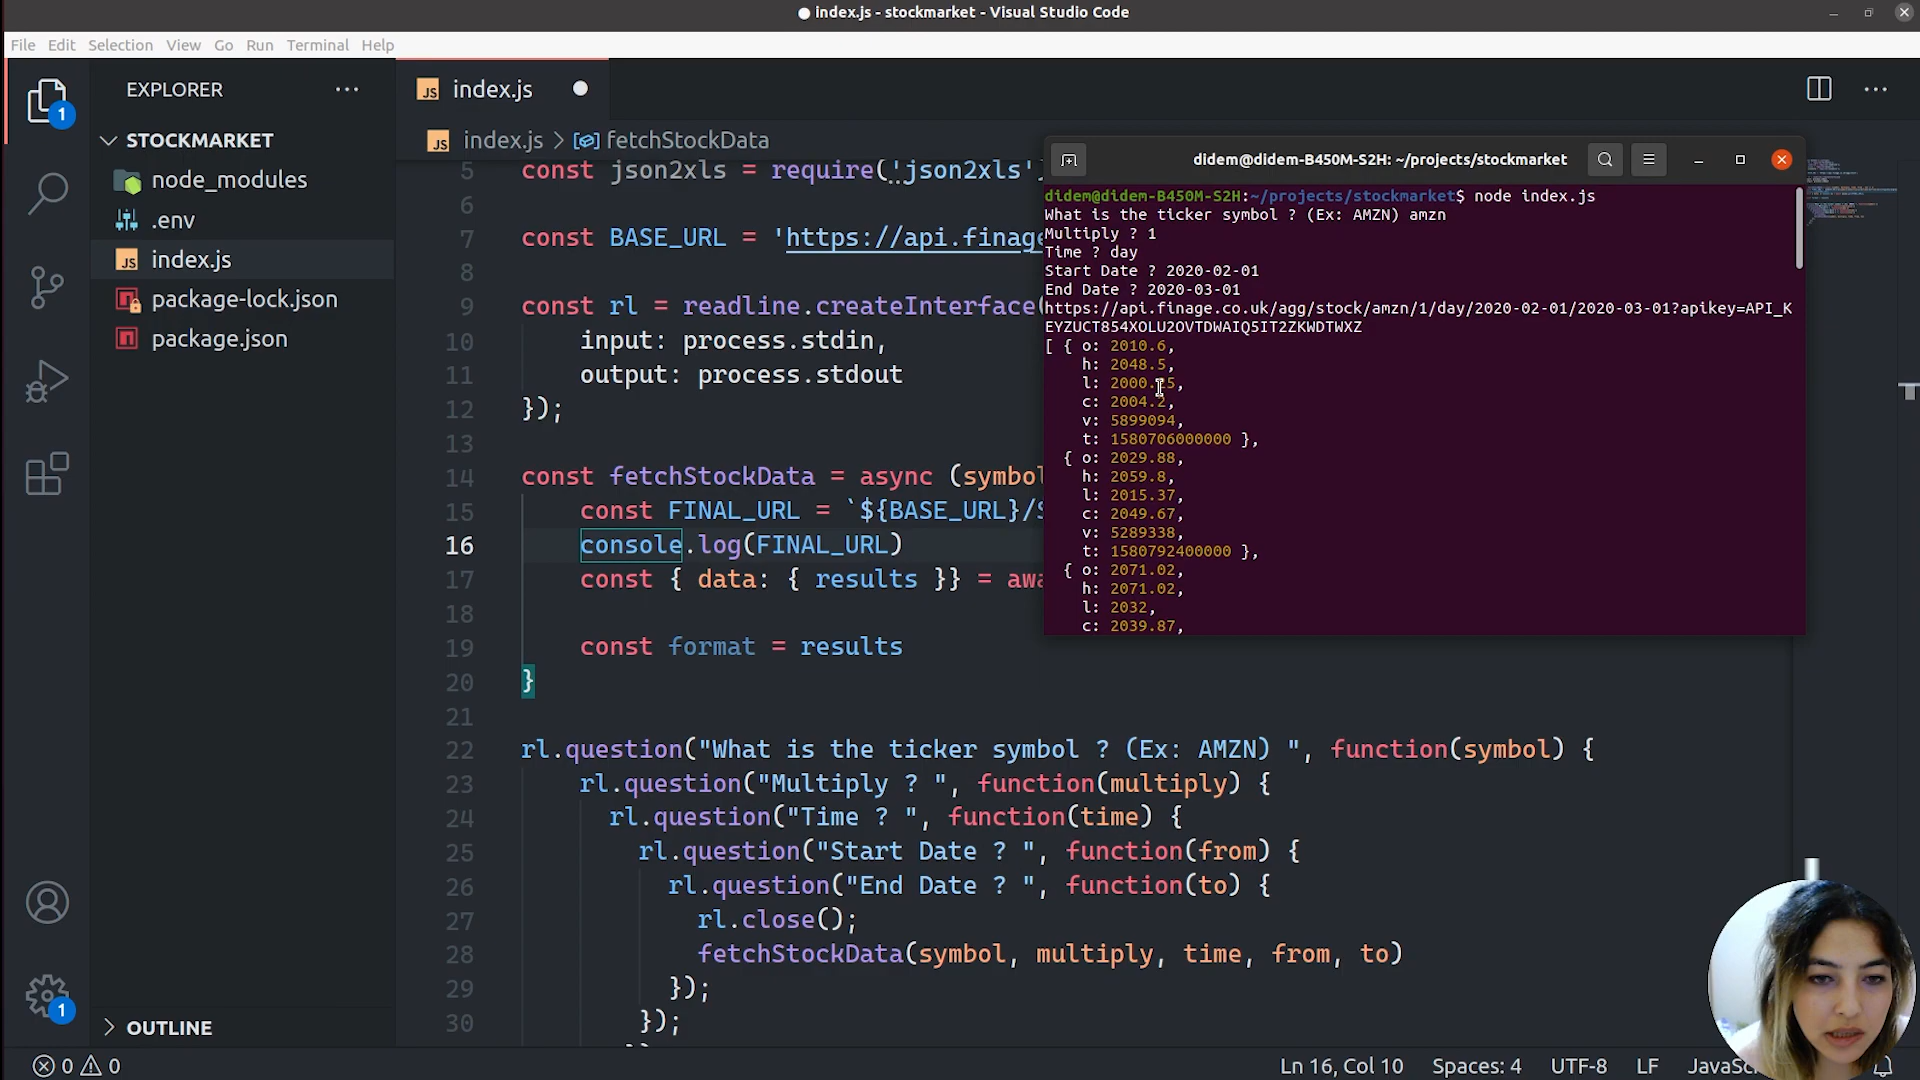 index.js - stockmarket - Visual Studio Code
File Edit Selection View Go Run Terminal Help
EXPLORER
STOCKMARKET
node_modules
.env
JS index.js
package-lock.json
package.json
OUTLINE
1
1
JS index.js
JS index.js > fetchStockData
5 const json2xls = require('json2xls')
6
7 const BASE_URL = 'https://api.finage
8
9 const rl = readline.createInterface(
10 input: process.stdin,
11 output: process.stdout
12 });
13
14 const fetchStockData = async (symbol
15 const FINAL_URL = `${BASE_URL}/
16 console.log(FINAL_URL)
17 const { data: { results }} = awa
18
19 const format = results
20 }
21
22 rl.question("What is the ticker symbol ? (Ex: AMZN) ", function(symbol) {
23 rl.question("Multiply ? ", function(multiply) {
24 rl.question("Time ? ", function(time) {
25 rl.question("Start Date ? ", function(from) {
26 rl.question("End Date ? ", function(to) {
27 rl.close();
28 fetchStockData(symbol, multiply, time, from, to)
29 });
30 });
didem@didem-B450M-S2H: ~/projects/stockmarket
didem@didem-B450M-S2H:~/projects/stockmarket$ node index.js
What is the ticker symbol ? (Ex: AMZN) amzn
Multiply ? 1
Time ? day
Start Date ? 2020-02-01
End Date ? 2020-03-01
https://api.finage.co.uk/agg/stock/amzn/1/day/2020-02-01/2020-03-01?apikey=API_K
EYZUCT854XOLU2OVTDWAIQ5IT2ZKWDTWXZ
[ { o: 2010.6,
h: 2048.5,
l: 2000.25,
c: 2004.2,
v: 5899094,
t: 1580706000000 },
{ o: 2029.88,
h: 2059.8,
l: 2015.37,
c: 2049.67,
v: 5289338,
t: 1580792400000 },
{ o: 2071.02,
h: 2071.02,
l: 2032,
c: 2039.87,
0 0
Ln 16, Col 10 Spaces: 4 UTF-8 LF JavaSc